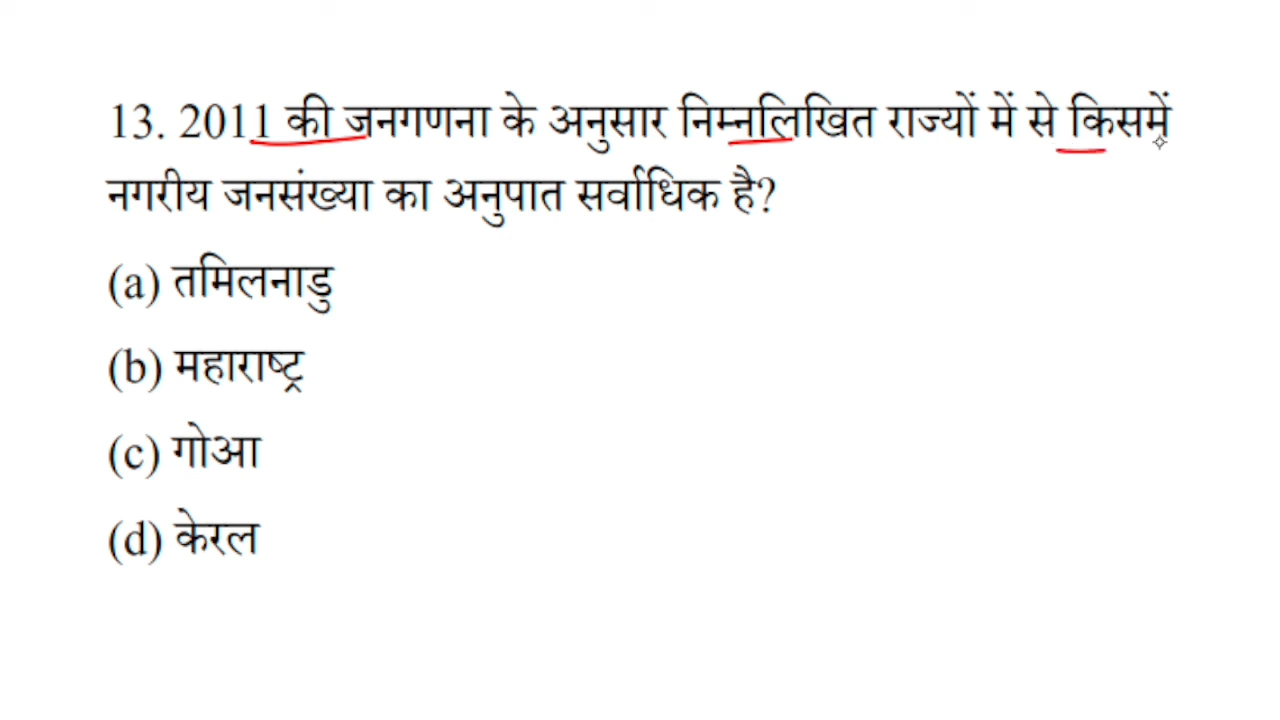 13. 2011 की जनगणना के अनुसार निम्नलिखित राज्यों में से किसमें
नगरीय जनसंख्या का अनुपात सर्वाधिक है?
(a) तमिलनाडु
(b) महाराष्ट्र
(c) गोआ
(d) केरल